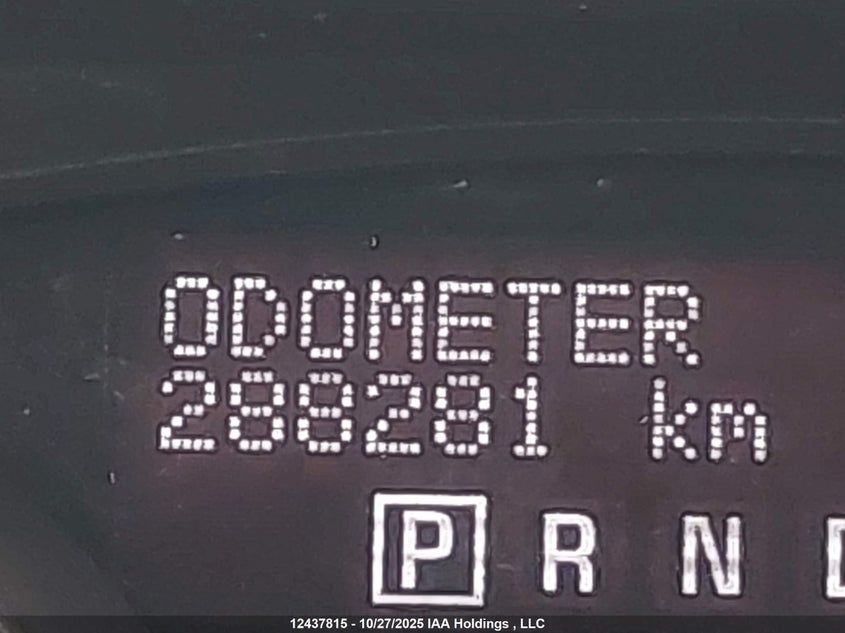 ODOMETER
288281 km
P R N D
12437815 - 10/27/2025 IAA Holdings , LLC